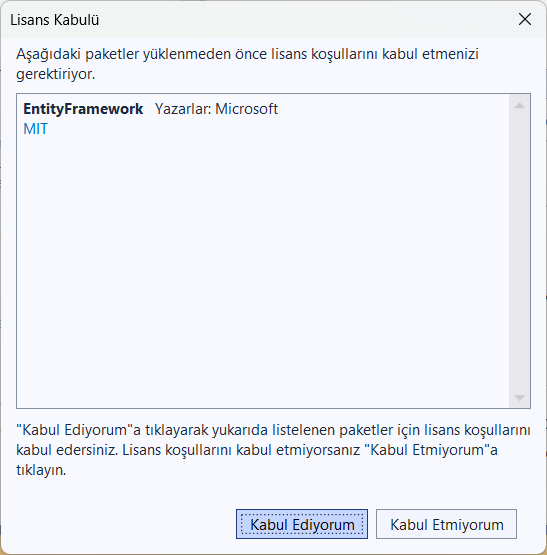 Lisans Kabulü
Aşağıdaki paketler yüklenmeden önce lisans koşullarını kabul etmenizi
gerektiriyor.
EntityFramework Yazarlar: Microsoft
MIT
"Kabul Ediyorum"a tıklayarak yukarıda listelenen paketler için lisans koşullarını
kabul edersiniz. Lisans koşullarını kabul etmiyorsanız "Kabul Etmiyorum"a
tıklayın.
Kabul Ediyorum Kabul Etmiyorum